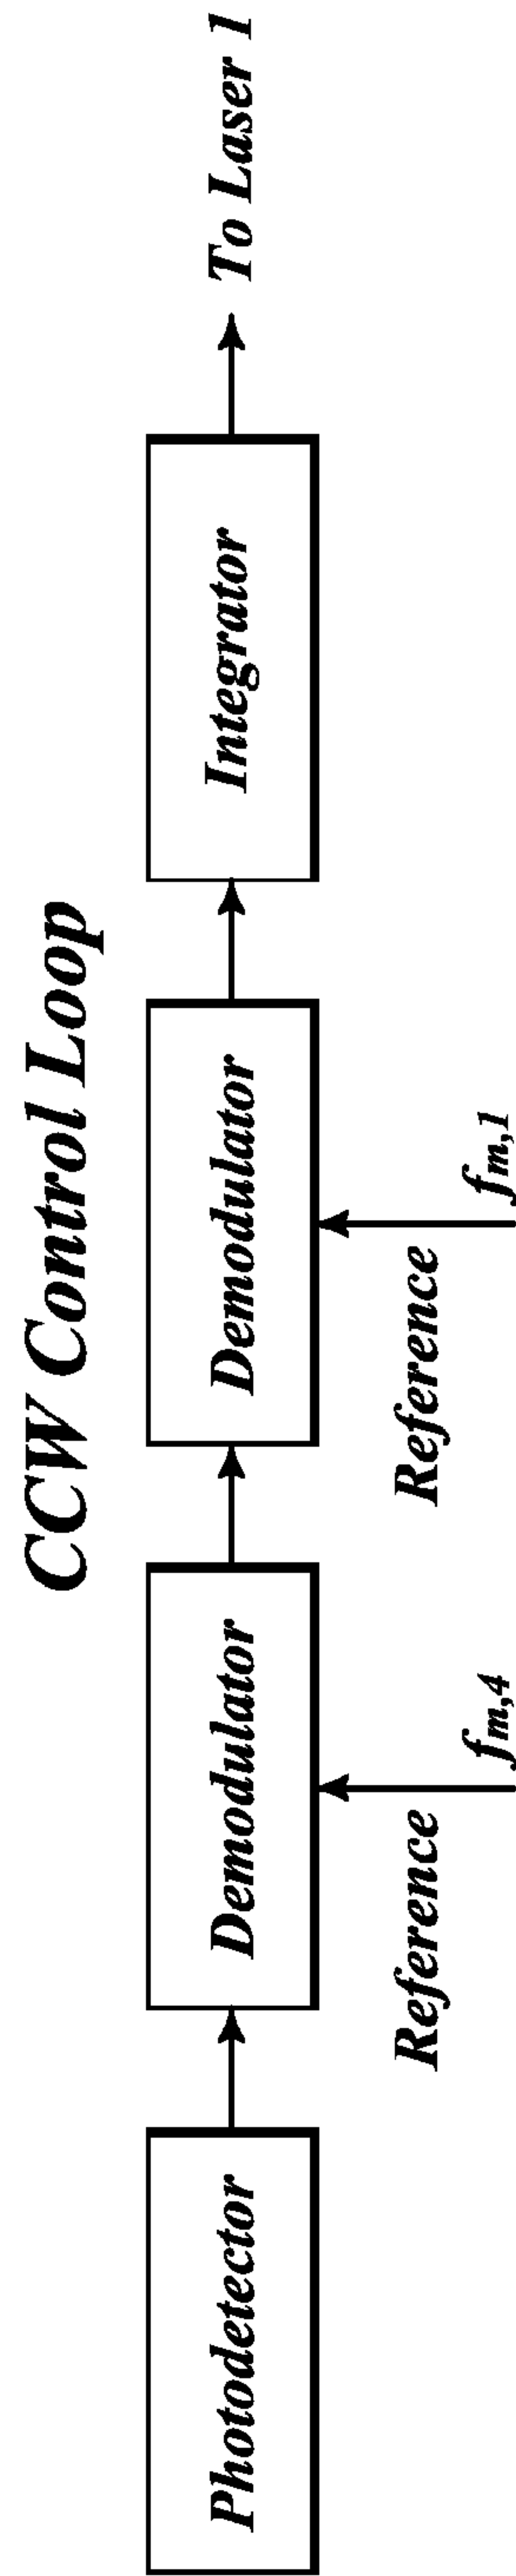 CCW Control Loop
Photodetector
Demodulator
Demodulator
Integrator
To Laser 1
Reference
fm,4
Reference
fm,1